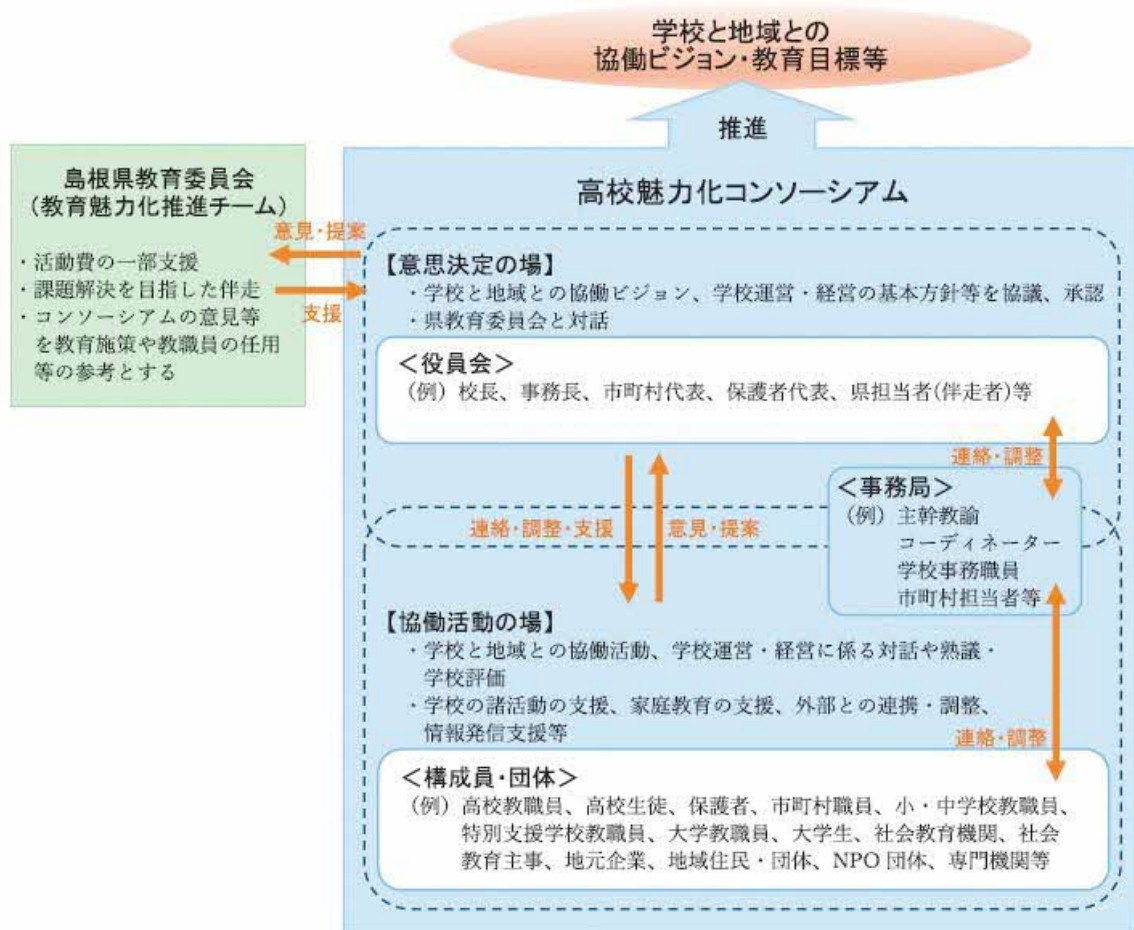 学校と地域との
協働ビジョン・教育目標等
推進
島根県教育委員会
(教育魅力化推進チーム)
・活動費の一部支援
・課題解決を目指した伴走
・コンソーシアムの意見等
を教育施策や教職員の任用
等の参考とする
意見・提案
支援
高校魅力化コンソーシアム
【意思決定の場】
・学校と地域との協働ビジョン、学校運営・経営の基本方針等を協議、承認
・県教育委員会と対話
＜役員会＞
(例) 校長、事務長、市町村代表、保護者代表、県担当者(伴走者)等
連絡・調整
＜事務局＞
(例) 主幹教諭
コーディネーター
学校事務職員
市町村担当者等
連絡・調整・支援
意見・提案
【協働活動の場】
・学校と地域との協働活動、学校運営・経営に係る対話や熟議・
学校評価
・学校の諸活動の支援、家庭教育の支援、外部との連携・調整、
情報発信支援等
連絡・調整
＜構成員・団体＞
(例) 高校教職員、高校生徒、保護者、市町村職員、小・中学校教職員、
特別支援学校教職員、大学教職員、大学生、社会教育機関、社会
教育主事、地元企業、地域住民・団体、NPO 団体、専門機関等